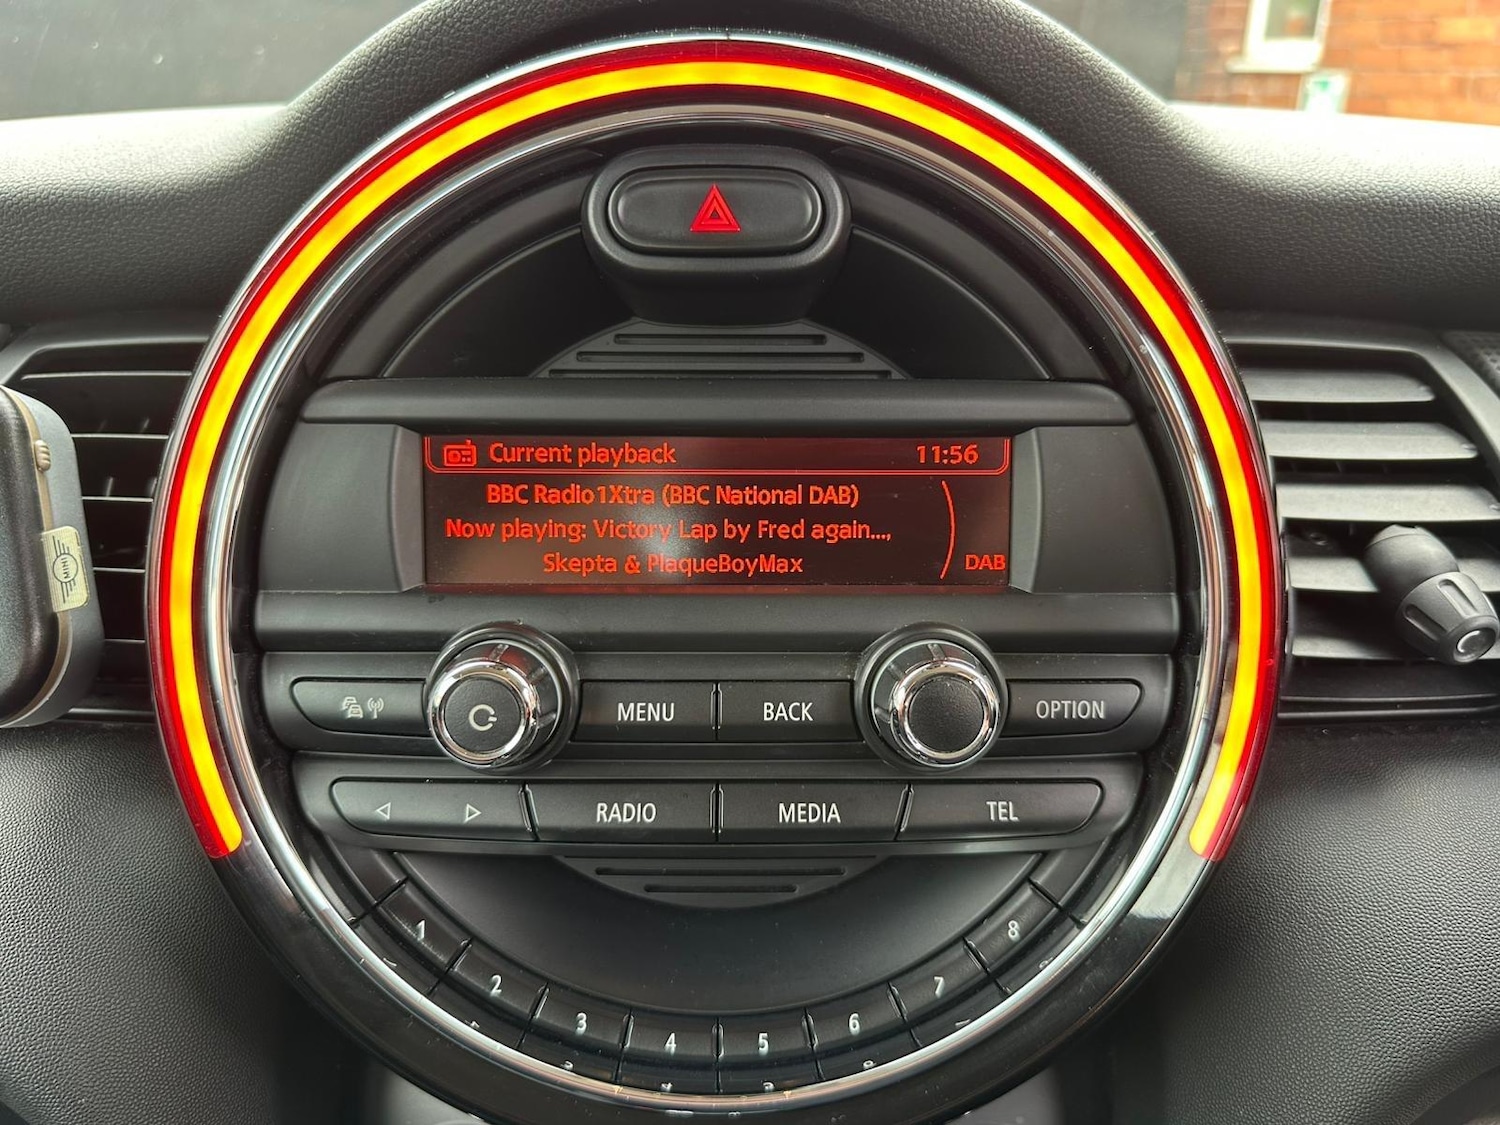 Current playback 11:56
BBC Radio1Xtra (BBC National DAB)
Now playing: Victory Lap by Fred again...,
Skepta & PlaqueBoyMax
DAB
MINI
MENU BACK OPTION
RADIO MEDIA TEL
1 2 3 4 5 6 7 8